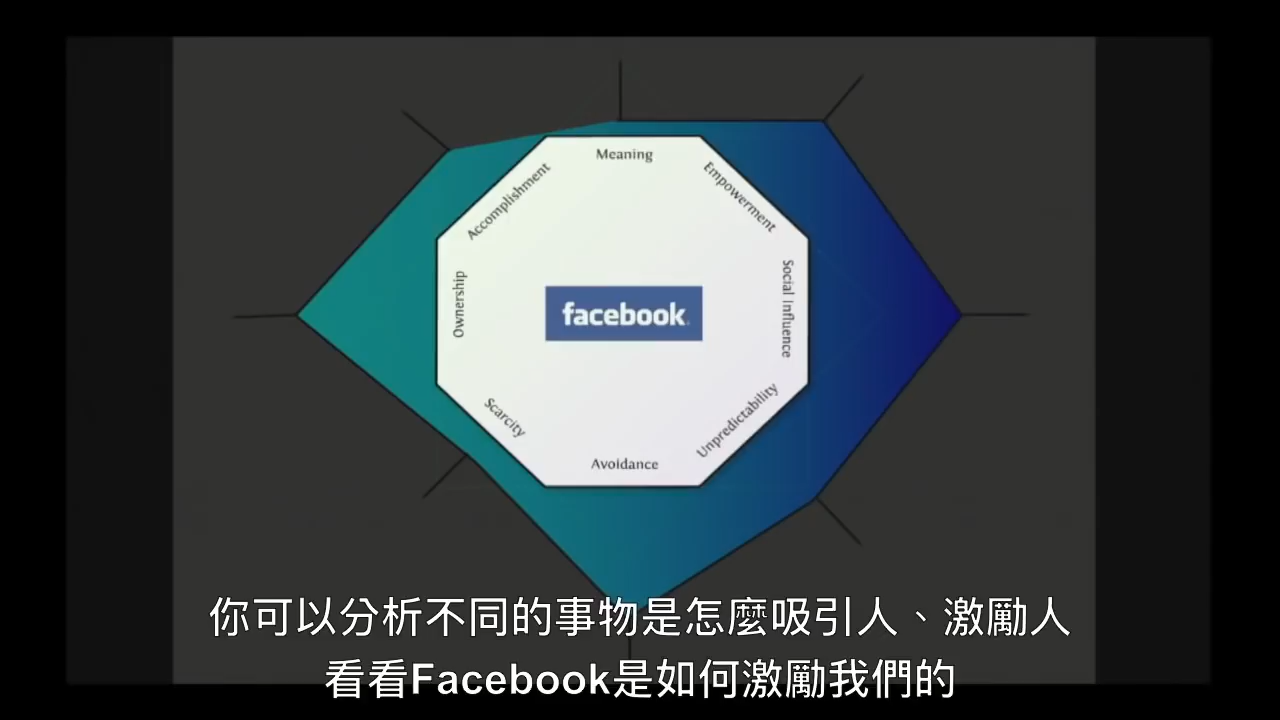 Meaning
Accomplishment
Empowerment
Ownership
Social Influence
facebook
Scarcity
Unpredictability
Avoidance
你可以分析不同的事物是怎麼吸引人、激勵人
看看Facebook是如何激勵我們的